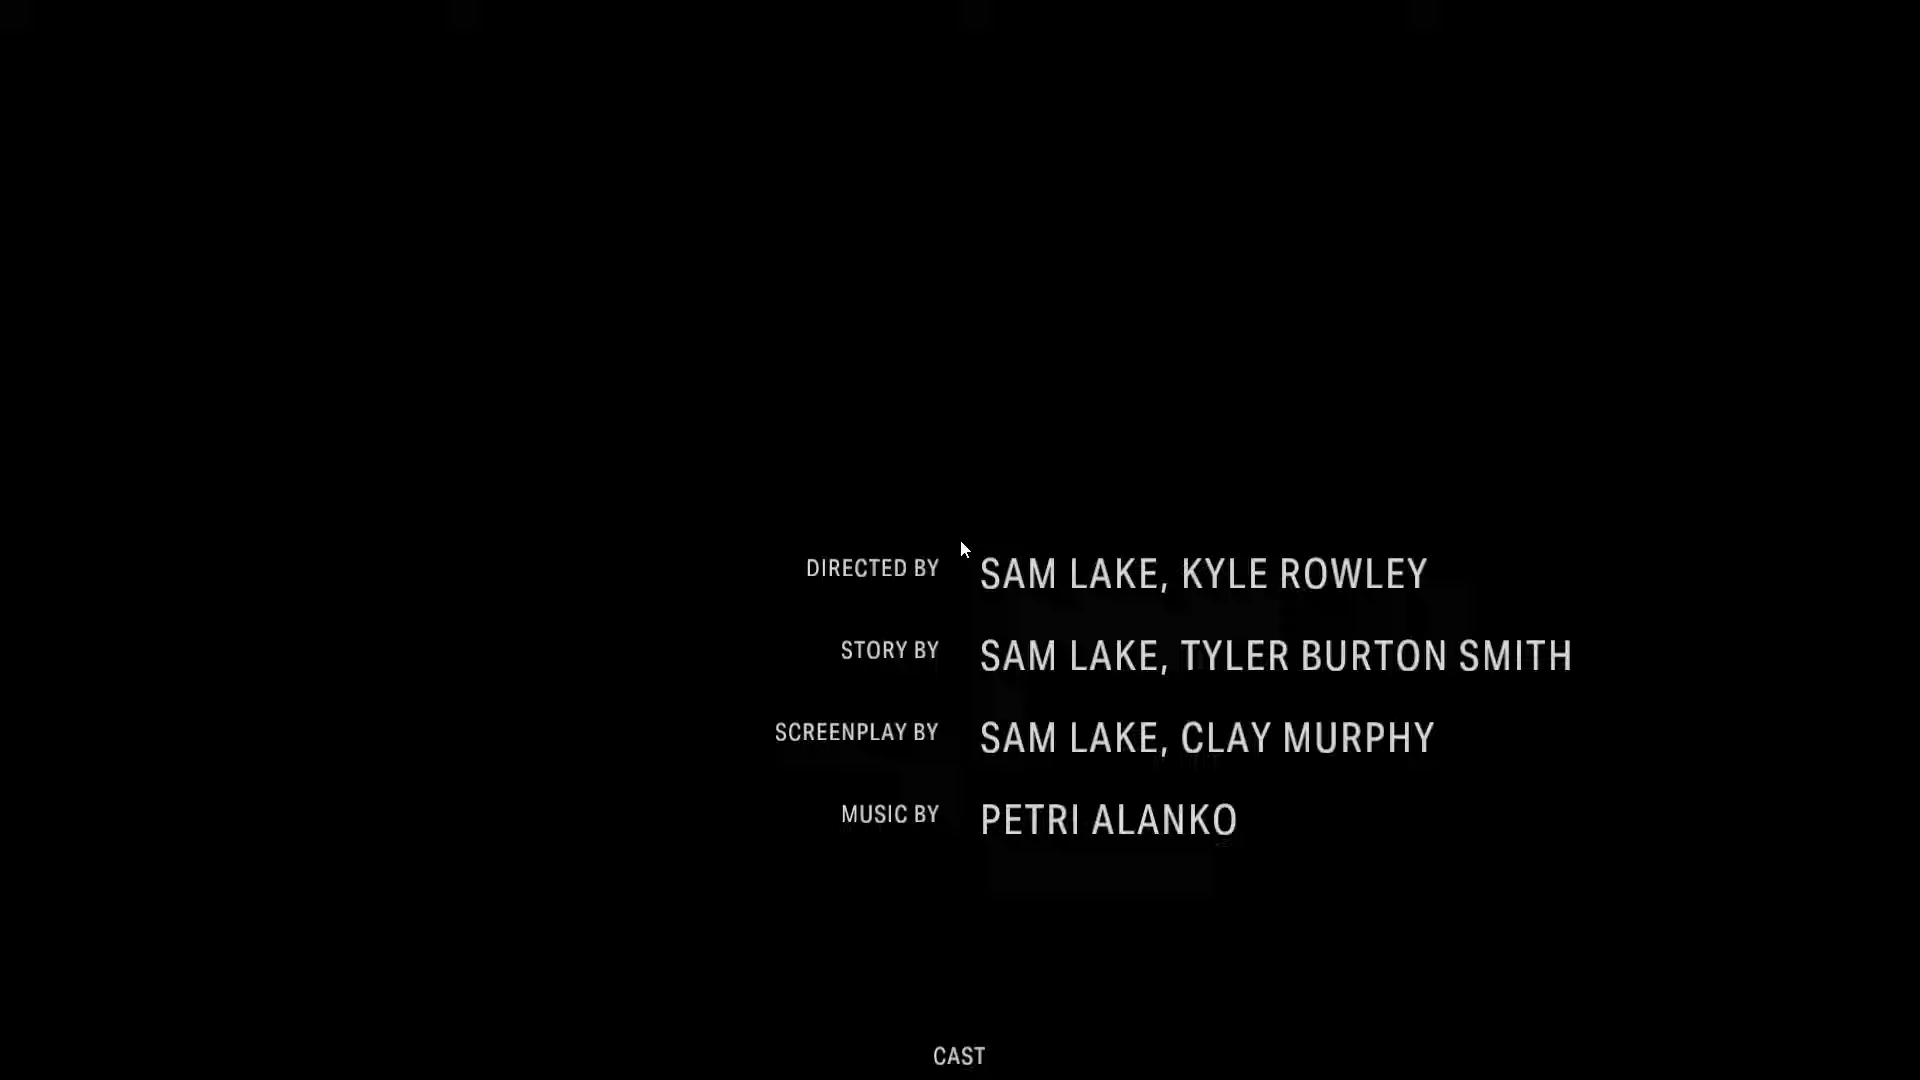 DIRECTED BY SAM LAKE, KYLE ROWLEY
STORY BY SAM LAKE, TYLER BURTON SMITH
SCREENPLAY BY SAM LAKE, CLAY MURPHY
MUSIC BY PETRI ALANKO
CAST